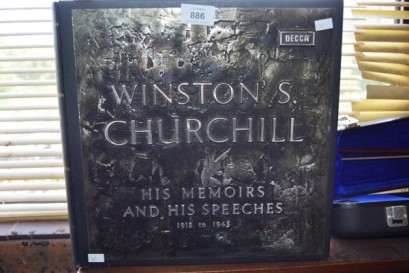 886
DECCA
WINSTON S.
CHURCHILL
HIS MEMOIRS
AND HIS SPEECHES
1918 to 1945